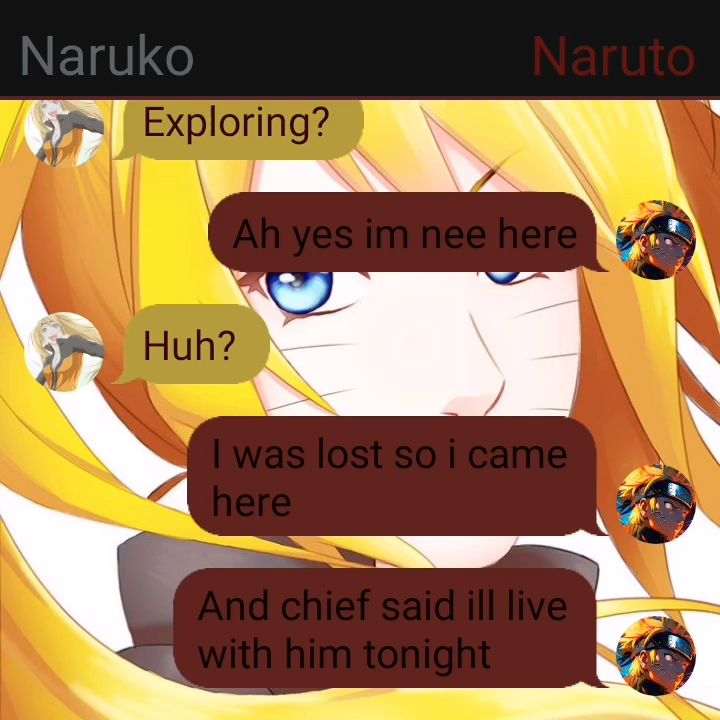 Naruko
Naruto
Exploring?
Ah yes im nee here
Huh?
I was lost so i came
here
And chief said ill live
with him tonight